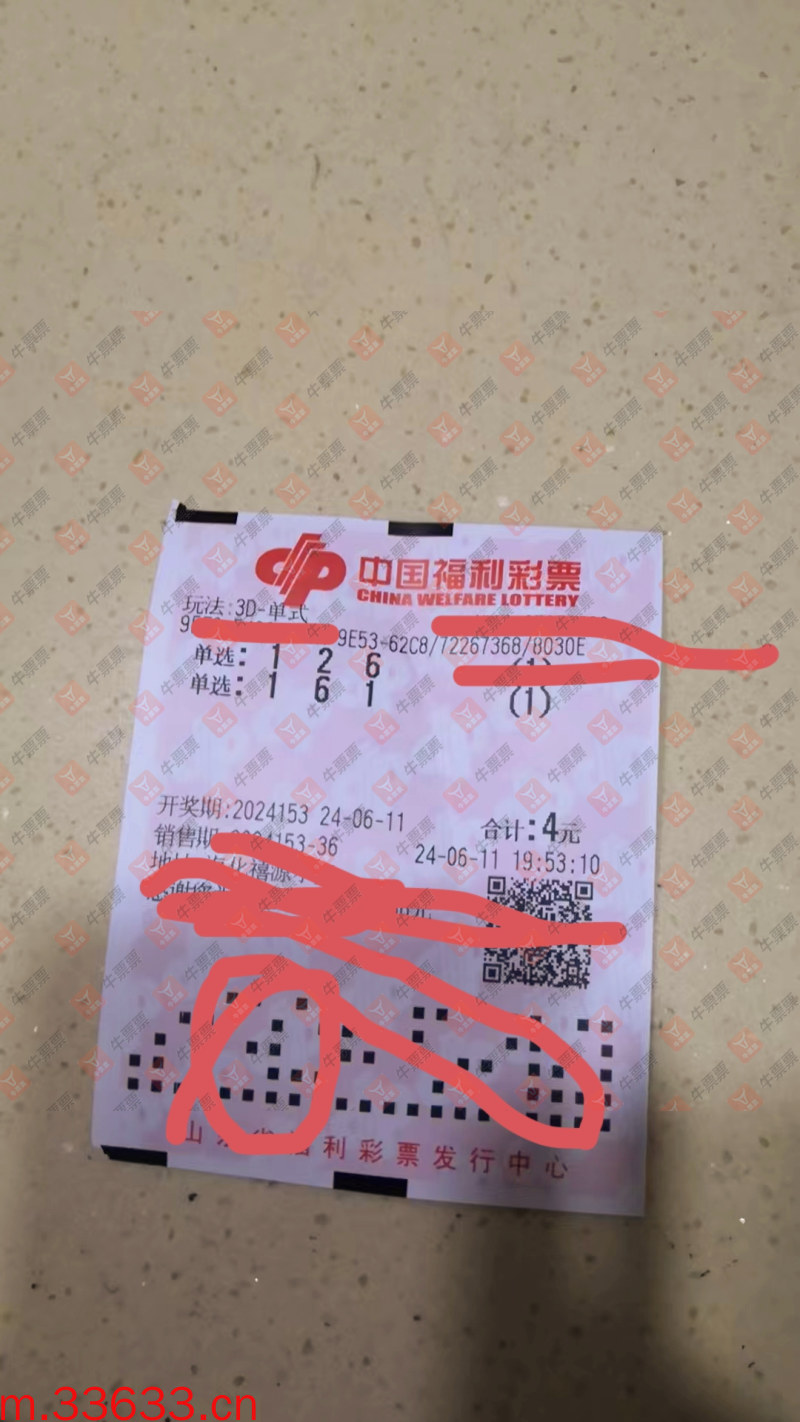 中国福利彩票
CHINA WELFARE LOTTERY
玩法:3D-单式
9E53-62C8/72267368/8030E
单选: 1 2 6 (1)
单选: 1 6 1 (1)
开奖期:2024153 24-06-11
合计:4元
销售期:2024153-36
24-06-11 19:53:10
福利彩票发行中心
牛票票
m.33633.cn